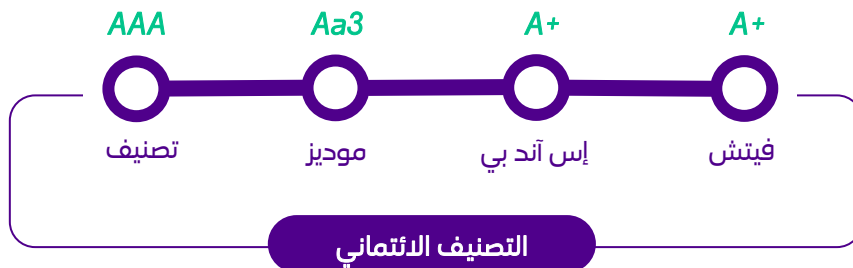 A+
A+
Aa3
AAA
فيتش
إس آند بي
موديز
تصنيف
التصنيف الائتماني